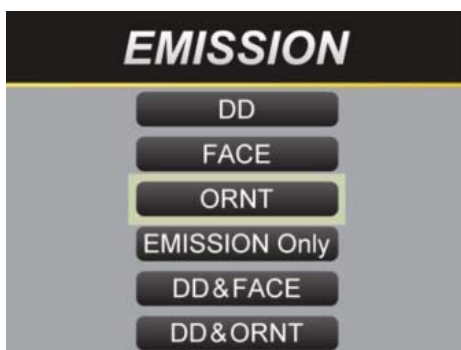 EMISSION
DD
FACE
ORNT
EMISSION Only
DD&FACE
DD&ORNT